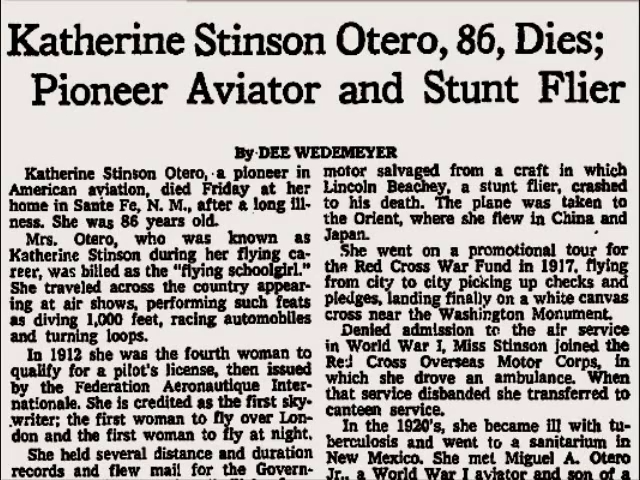 Katherine Stinson Otero, 86, Dies;
Pioneer Aviator and Stunt Flier
By DEE WEDEMEYER
Katherine Stinson Otero, a pioneer in
American aviation, died Friday at her
home in Sante Fe, N. M., after a long ill-
ness. She was 86 years old.
Mrs. Otero, who was known as
Katherine Stinson during her flying ca-
reer, was billed as the "flying schoolgirl."
She traveled across the country appear-
ing at air shows, performing such feats
as diving 1,000 feet, racing automobiles
and turning loops.
In 1912 she was the fourth woman to
qualify for a pilot's license, then issued
by the Federation Aeronautique Inter-
nationale. She is credited as the first sky-
writer; the first woman to fly over Lon-
don and the first woman to fly at night.
She held several distance and duration
records and flew mail for the Govern-
motor salvaged from a craft in which
Lincoln Beachey, a stunt flier, crashed
to his death. The plane was taken to
the Orient, where she flew in China and
Japan.
She went on a promotional tour for
the Red Cross War Fund in 1917, flying
from city to city picking up checks and
pledges, landing finally on a white canvas
cross near the Washington Monument.
Denied admission to the air service
in World War I, Miss Stinson joined the
Red Cross Overseas Motor Corps, in
which she drove an ambulance. When
that service disbanded she transferred to
canteen service.
In the 1920's, she became ill with tu-
berculosis and went to a sanitarium in
New Mexico. She met Miguel A. Otero
Jr., a World War I aviator and son of a